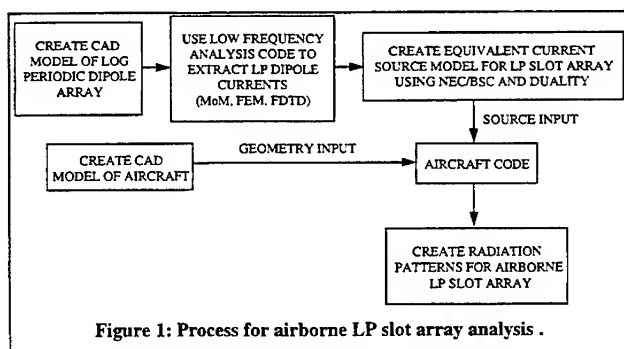 CREATE CAD
MODEL OF LOG
PERIODIC DIPOLE
ARRAY
USE LOW FREQUENCY
ANALYSIS CODE TO
EXTRACT LP DIPOLE
CURRENTS
(MoM, FEM, FDTD)
CREATE EQUIVALENT CURRENT
SOURCE MODEL FOR LP SLOT ARRAY
USING NEC/BSC AND DUALITY
SOURCE INPUT
CREATE CAD
MODEL OF AIRCRAFT
GEOMETRY INPUT
AIRCRAFT CODE
CREATE RADIATION
PATTERNS FOR AIRBORNE
LP SLOT ARRAY
Figure 1: Process for airborne LP slot array analysis .